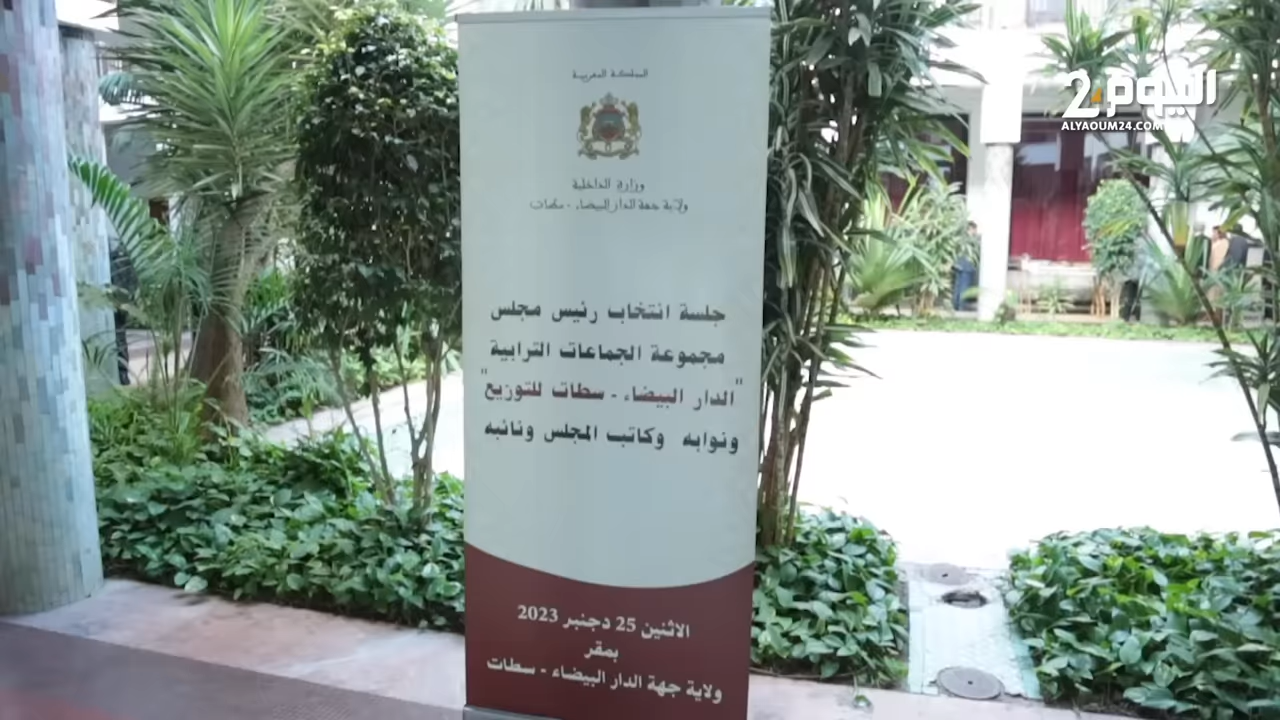 المملكة المغربية
وزارة الداخلية
ولاية جهة الدار البيضاء - سطات
جلسة انتخاب رئيس مجلس
مجموعة الجماعات الترابية
"الدار البيضاء - سطات للتوزيع"
ونوابه وكاتب المجلس ونائبه
الاثنين 25 دجنبر 2023
بمقر
ولاية جهة الدار البيضاء - سطات
اليوم 24
ALYAOUM24.COM